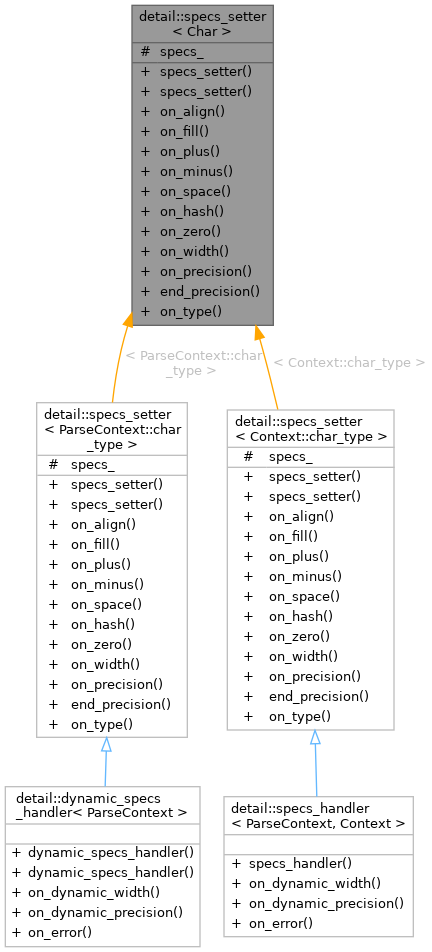 detail::specs_setter
< Char >
# specs_
+ specs_setter()
+ specs_setter()
+ on_align()
+ on_fill()
+ on_plus()
+ on_minus()
+ on_space()
+ on_hash()
+ on_zero()
+ on_width()
+ on_precision()
+ end_precision()
+ on_type()
< ParseContext::char
_type >
< Context::char_type >
detail::specs_setter
< ParseContext::char
_type >
# specs_
+ specs_setter()
+ specs_setter()
+ on_align()
+ on_fill()
+ on_plus()
+ on_minus()
+ on_space()
+ on_hash()
+ on_zero()
+ on_width()
+ on_precision()
+ end_precision()
+ on_type()
detail::specs_setter
< Context::char_type >
# specs_
+ specs_setter()
+ specs_setter()
+ on_align()
+ on_fill()
+ on_plus()
+ on_minus()
+ on_space()
+ on_hash()
+ on_zero()
+ on_width()
+ on_precision()
+ end_precision()
+ on_type()
detail::dynamic_specs
_handler< ParseContext >
+ dynamic_specs_handler()
+ dynamic_specs_handler()
+ on_dynamic_width()
+ on_dynamic_precision()
+ on_error()
detail::specs_handler
< ParseContext, Context >
+ specs_handler()
+ on_dynamic_width()
+ on_dynamic_precision()
+ on_error()